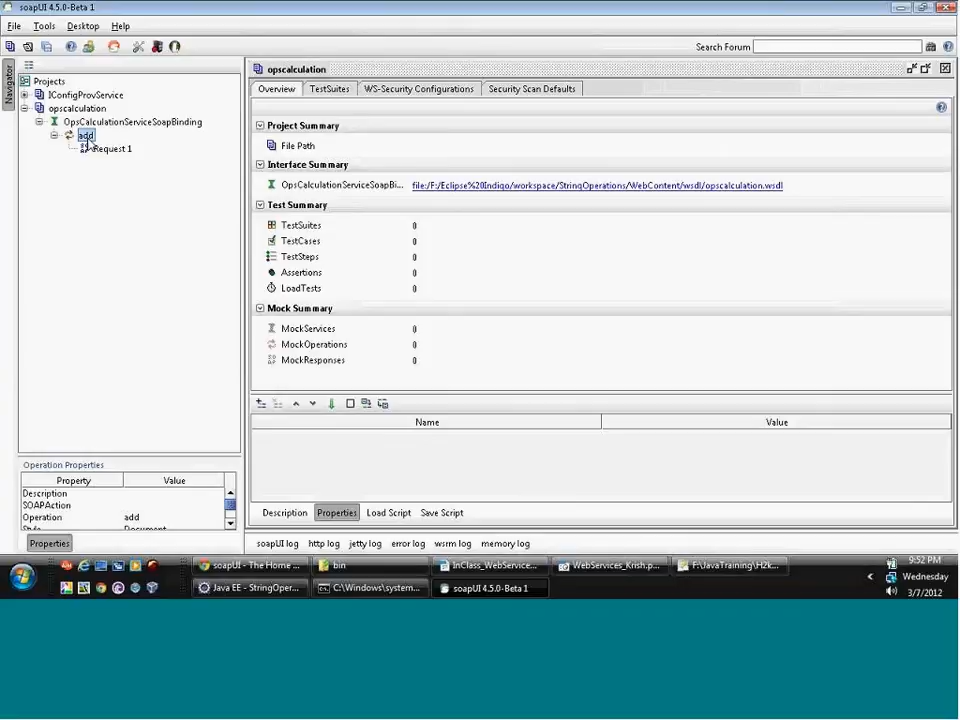 soapUI 4.5.0-Beta 1
File Tools Desktop Help
Search Forum
Navigator
Projects
IConfigProvService
opscalculation
OpsCalculationServiceSoapBinding
add
Request 1
opscalculation
Overview TestSuites WS-Security Configurations Security Scan Defaults
Project Summary
File Path
Interface Summary
OpsCalculationServiceSoapBi... file:/F:/Eclipse%20Indigo/workspace/StringOperations/WebContent/wsdl/opscalculation.wsdl
Test Summary
TestSuites 0
TestCases 0
TestSteps 0
Assertions 0
LoadTests 0
Mock Summary
MockServices 0
MockOperations 0
MockResponses 0
Name Value
Operation Properties
Property Value
Description
SOAPAction
Operation add
Style Document
Description Properties Load Script Save Script
Properties
soapUI log http log jetty log error log wsrm log memory log
soapUI - The Home ... bin InClass_WebService... WebServices_Krish.p... F:\JavaTraining\H2k...
Java EE - StringOper... C:\Windows\system... soapUI 4.5.0-Beta 1
9:52 PM
Wednesday
3/7/2012